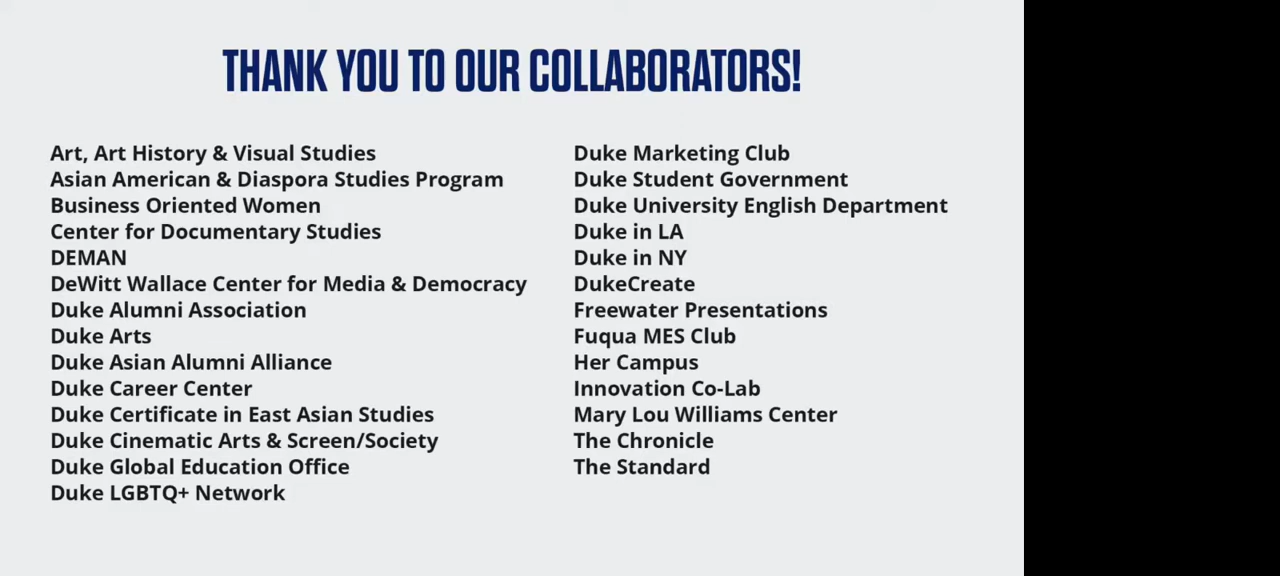 THANK YOU TO OUR COLLABORATORS!
Art, Art History & Visual Studies
Asian American & Diaspora Studies Program
Business Oriented Women
Center for Documentary Studies
DEMAN
DeWitt Wallace Center for Media & Democracy
Duke Alumni Association
Duke Arts
Duke Asian Alumni Alliance
Duke Career Center
Duke Certificate in East Asian Studies
Duke Cinematic Arts & Screen/Society
Duke Global Education Office
Duke LGBTQ+ Network
Duke Marketing Club
Duke Student Government
Duke University English Department
Duke in LA
Duke in NY
DukeCreate
Freewater Presentations
Fuqua MES Club
Her Campus
Innovation Co-Lab
Mary Lou Williams Center
The Chronicle
The Standard